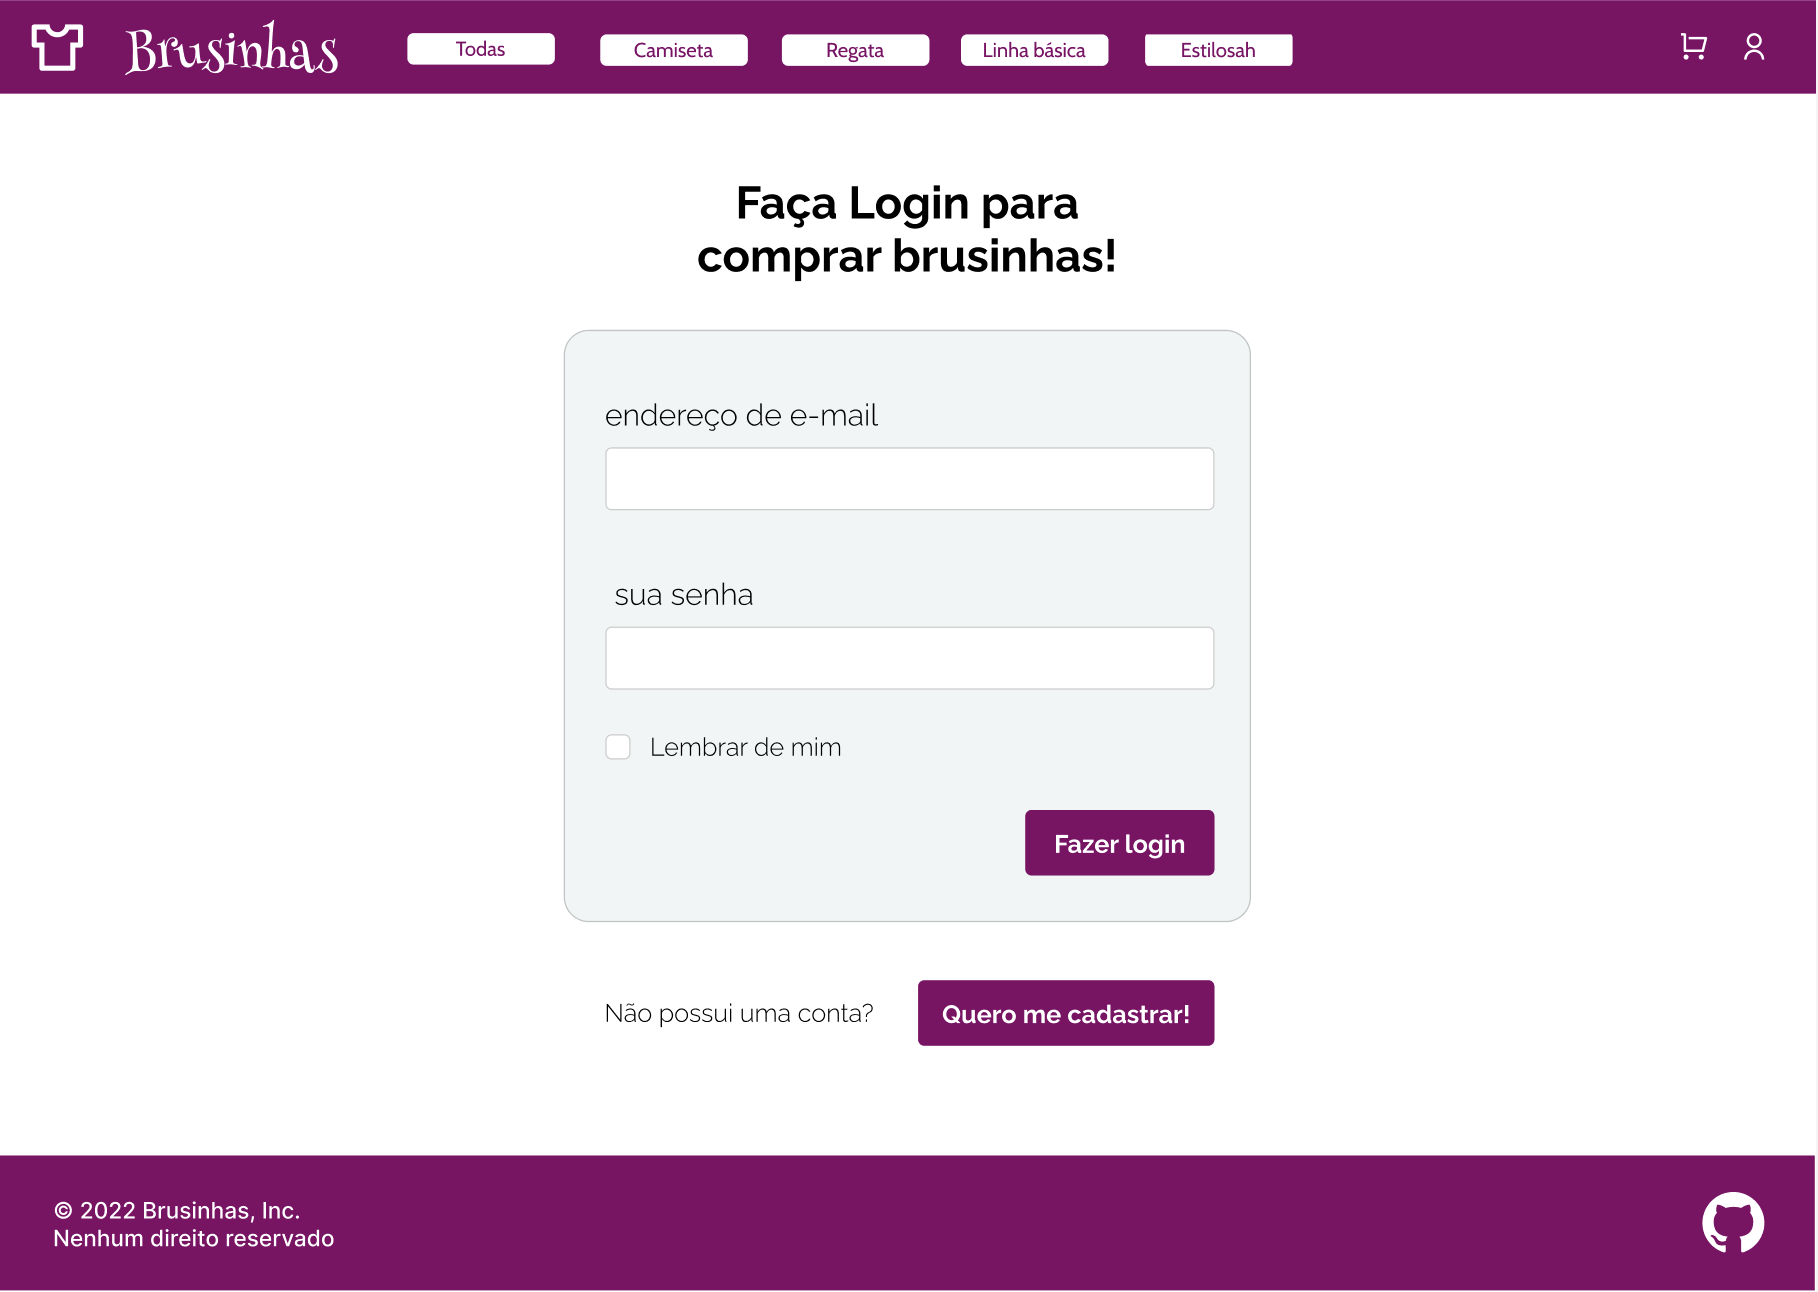 Brusinhas
Todas
Camiseta
Regata
Linha básica
Estilosah
Faça Login para
comprar brusinhas!
endereço de e-mail
sua senha
Lembrar de mim
Fazer login
Não possui uma conta?
Quero me cadastrar!
© 2022 Brusinhas, Inc.
Nenhum direito reservado